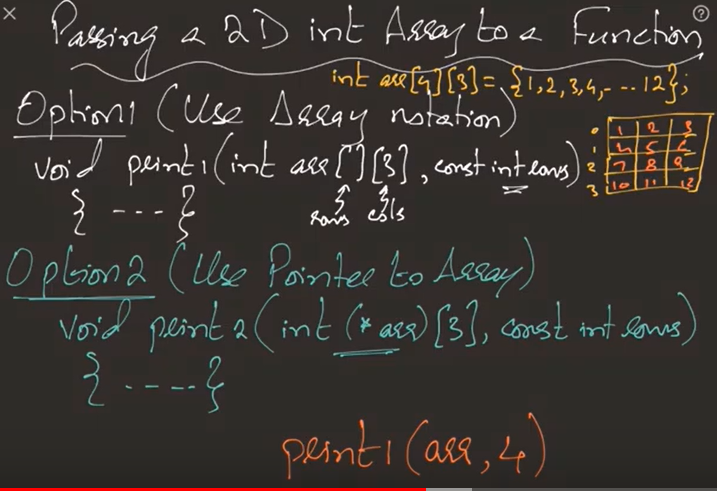 Passing a 2D int Array to a Function
int arr[4][3] = {1,2,3,4,- -.. 12};
Option1 (Use Array notation)
void print1(int arr[][3], const int rows)
{ --- }
rows cols
0 1 2 3
1 4 5 6
2 7 8 9
3 10 11 12
Option2 (Use Pointer to Array)
void print2(int (*arr)[3], const int rows)
{ ----- }
print1(arr, 4)